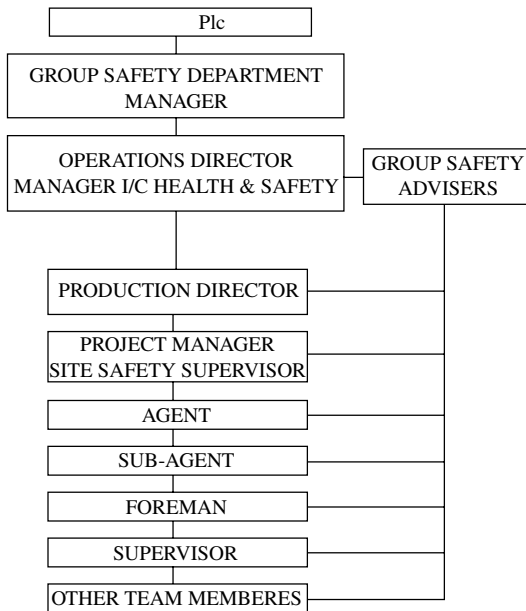 Plc
GROUP SAFETY DEPARTMENT
MANAGER
OPERATIONS DIRECTOR
MANAGER I/C HEALTH & SAFETY
GROUP SAFETY
ADVISERS
PRODUCTION DIRECTOR
PROJECT MANAGER
SITE SAFETY SUPERVISOR
AGENT
SUB-AGENT
FOREMAN
SUPERVISOR
OTHER TEAM MEMBERES